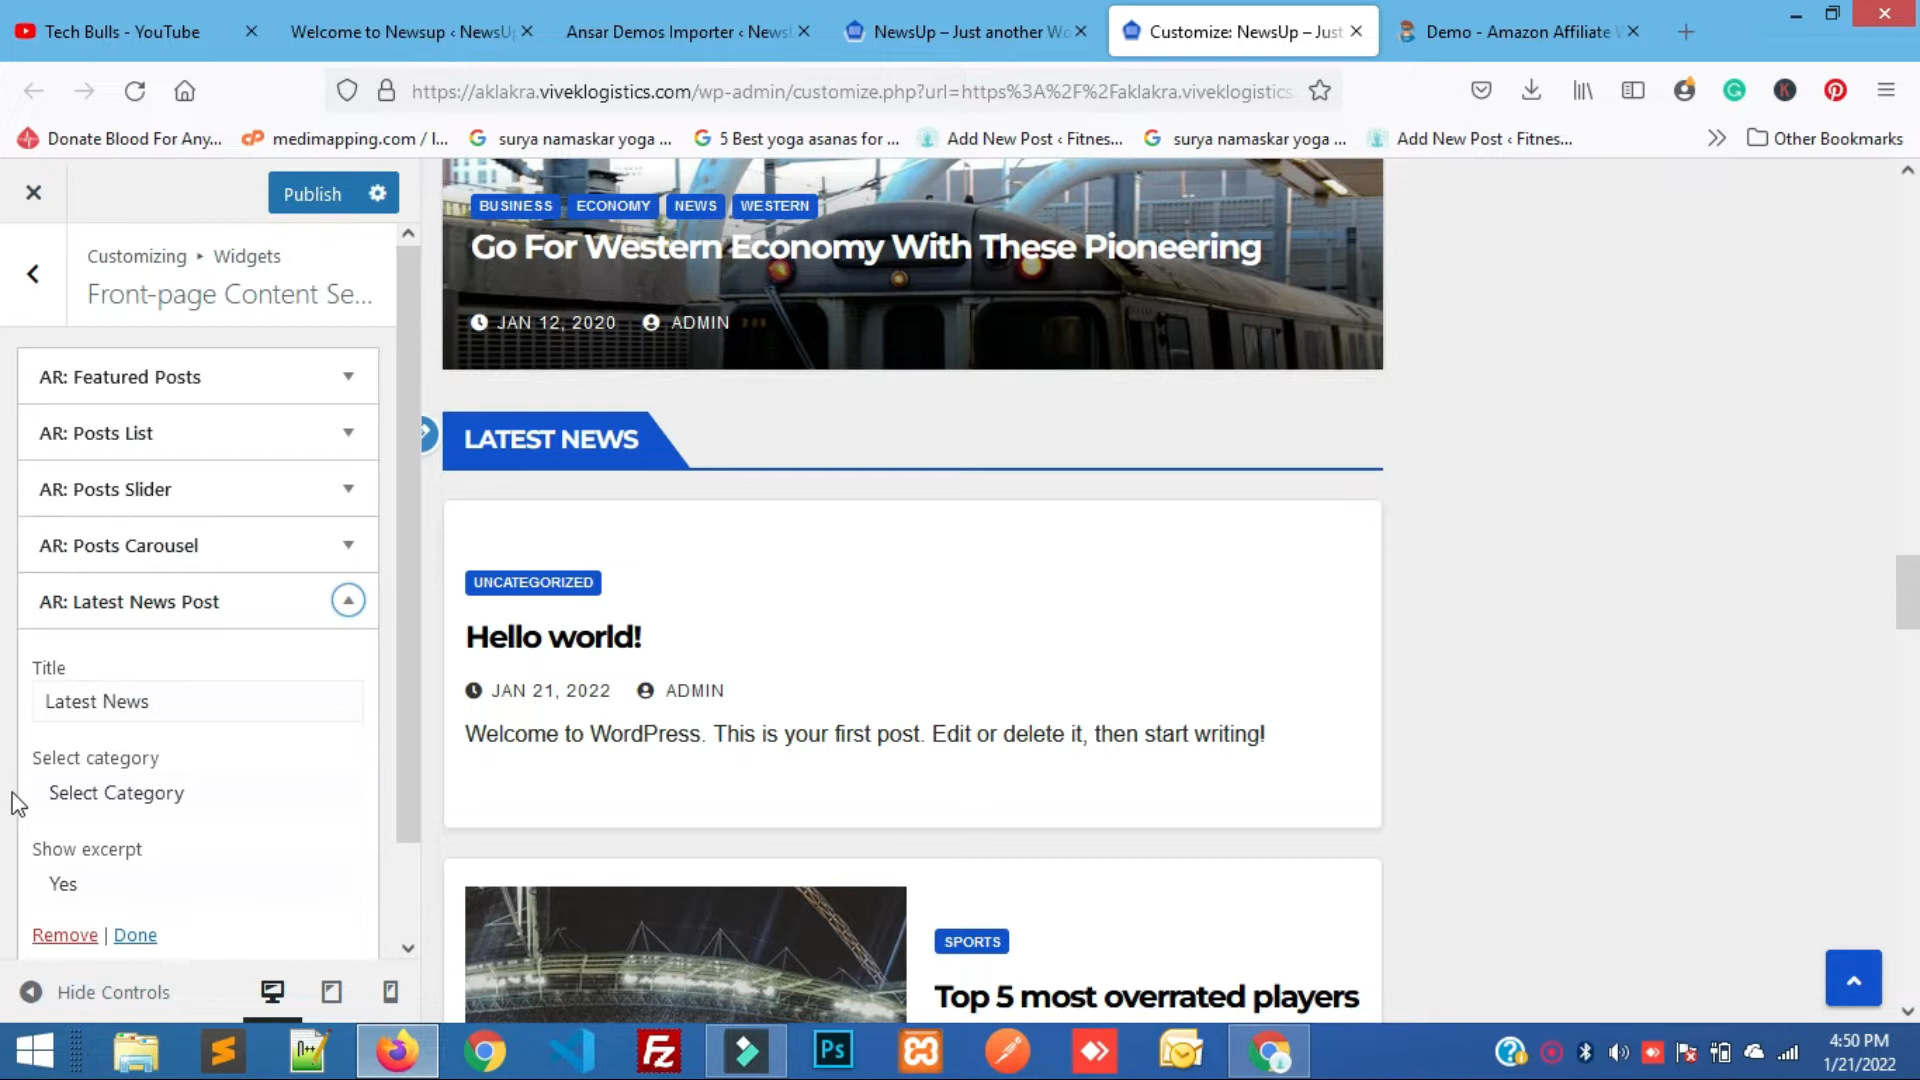 Tech Bulls - YouTube
Welcome to Newsup ‹ NewsU
Ansar Demos Importer ‹ News
NewsUp – Just another Wo
Customize: NewsUp – Just
Demo - Amazon Affiliate
https://aklakra.viveklogistics.com/wp-admin/customize.php?url=https%3A%2F%2Faklakra.viveklogistics.
Donate Blood For Any...
medimapping.com / l...
surya namaskar yoga ...
5 Best yoga asanas for ...
Add New Post ‹ Fitnes...
surya namaskar yoga ...
Add New Post ‹ Fitnes...
Other Bookmarks
Publish
Customizing ▸ Widgets
Front-page Content Se...
AR: Featured Posts
AR: Posts List
AR: Posts Slider
AR: Posts Carousel
AR: Latest News Post
Title
Latest News
Select category
Select Category
Show excerpt
Yes
Remove | Done
Hide Controls
BUSINESS ECONOMY NEWS WESTERN
Go For Western Economy With These Pioneering
JAN 12, 2020 ADMIN
LATEST NEWS
UNCATEGORIZED
Hello world!
JAN 21, 2022 ADMIN
Welcome to WordPress. This is your first post. Edit or delete it, then start writing!
SPORTS
Top 5 most overrated players
4:50 PM
1/21/2022